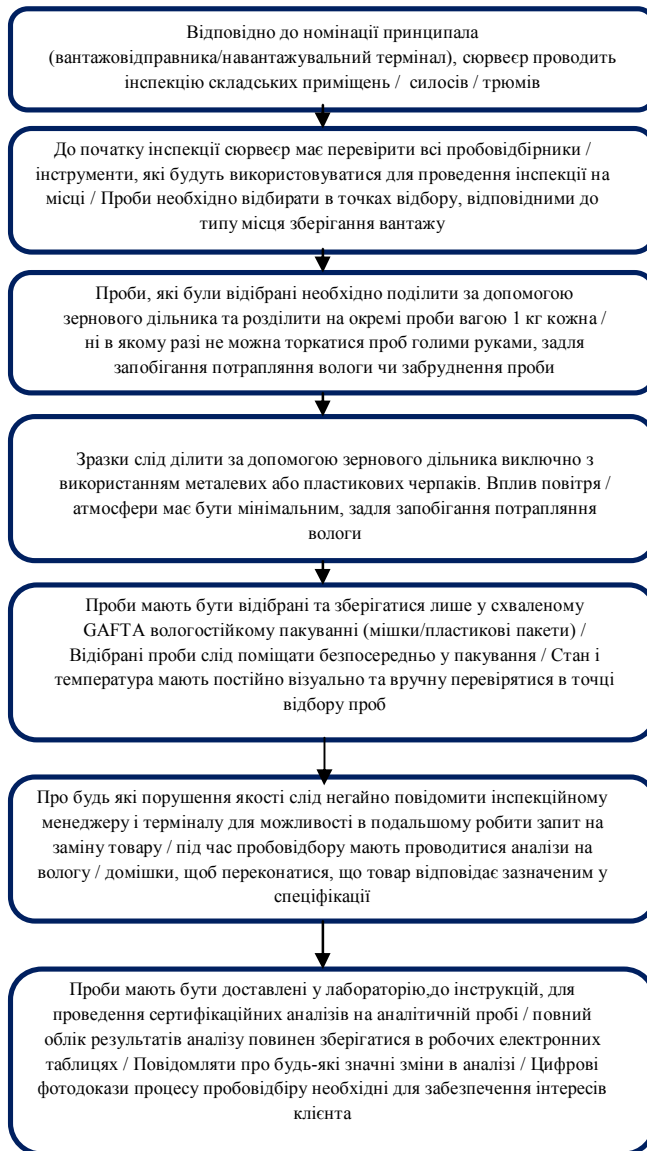 Відповідно до номінації принципала
(вантажовідправника/навантажувальний термінал), сюрвеєр проводить
інспекцію складських приміщень / силосів / трюмів
До початку інспекції сюрвеєр має перевірити всі пробовідбірники /
інструменти, які будуть використовуватися для проведення інспекції на
місці / Проби необхідно відбирати в точках відбору, відповідними до
типу місця зберігання вантажу
Проби, які були відібрані необхідно поділити за допомогою
зернового дільника та розділити на окремі проби вагою 1 кг кожна /
ні в якому разі не можна торкатися проб голими руками, задля
запобігання потрапляння вологи чи забруднення проби
Зразки слід ділити за допомогою зернового дільника виключно з
використанням металевих або пластикових черпаків. Вплив повітря /
атмосфери має бути мінімальним, задля запобігання потрапляння
вологи
Проби мають бути відібрані та зберігатися лише у схваленому
GAFTA вологостійкому пакуванні (мішки/пластикові пакети) /
Відібрані проби слід поміщати безпосередньо у пакування / Стан і
температура мають постійно візуально та вручну перевірятися в точці
відбору проб
Про будь які порушення якості слід негайно повідомити інспекційному
менеджеру і терміналу для можливості в подальшому робити запит на
заміну товару / під час пробовідбору мають проводитися аналізи на
вологу / домішки, щоб переконатися, що товар відповідає зазначеним у
спеціфікації
Проби мають бути доставлені у лабораторію,до інструкцій, для
проведення сертифікаційних аналізів на аналітичній пробі / повний
облік результатів аналізу повинен зберігатися в робочих електронних
таблицях / Повідомляти про будь-які значні зміни в аналізі / Цифрові
фотодокази процесу пробовідбіру необхідні для забезпечення інтересів
клієнта